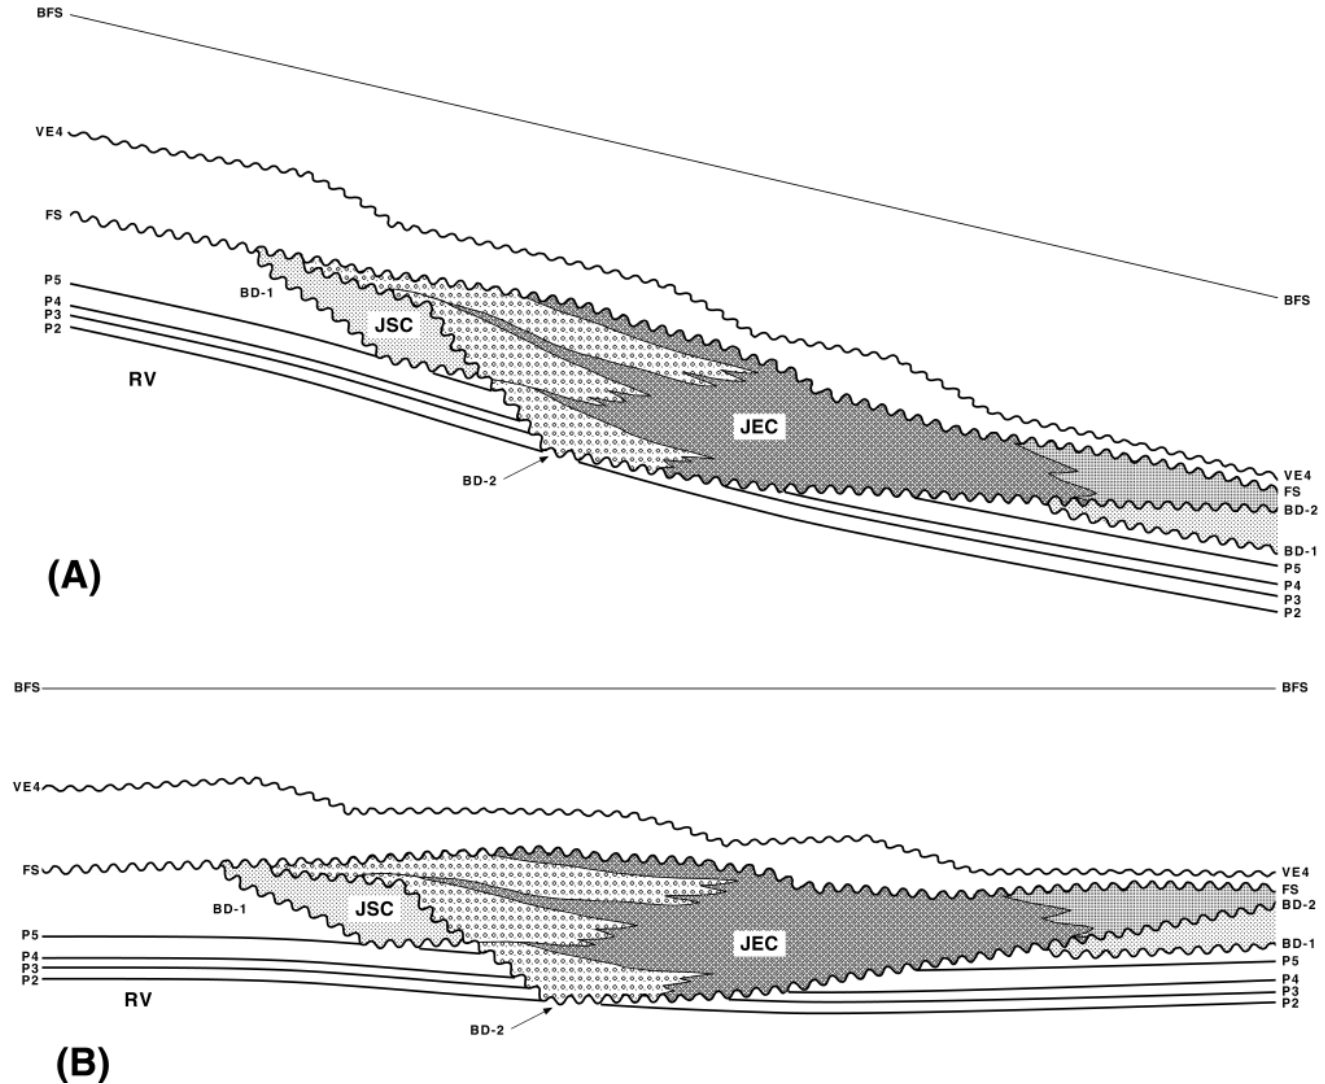 BFS
VE4
FS
P5
P4
P3
P2
BD-1
JSC
RV
BD-2
JEC
BFS
VE4
FS
BD-2
BD-1
P5
P4
P3
P2
(A)
BFS
BFS
VE4
FS
BD-1
JSC
P5
P4
P3
P2
RV
BD-2
JEC
VE4
FS
BD-2
BD-1
P5
P4
P3
P2
(B)